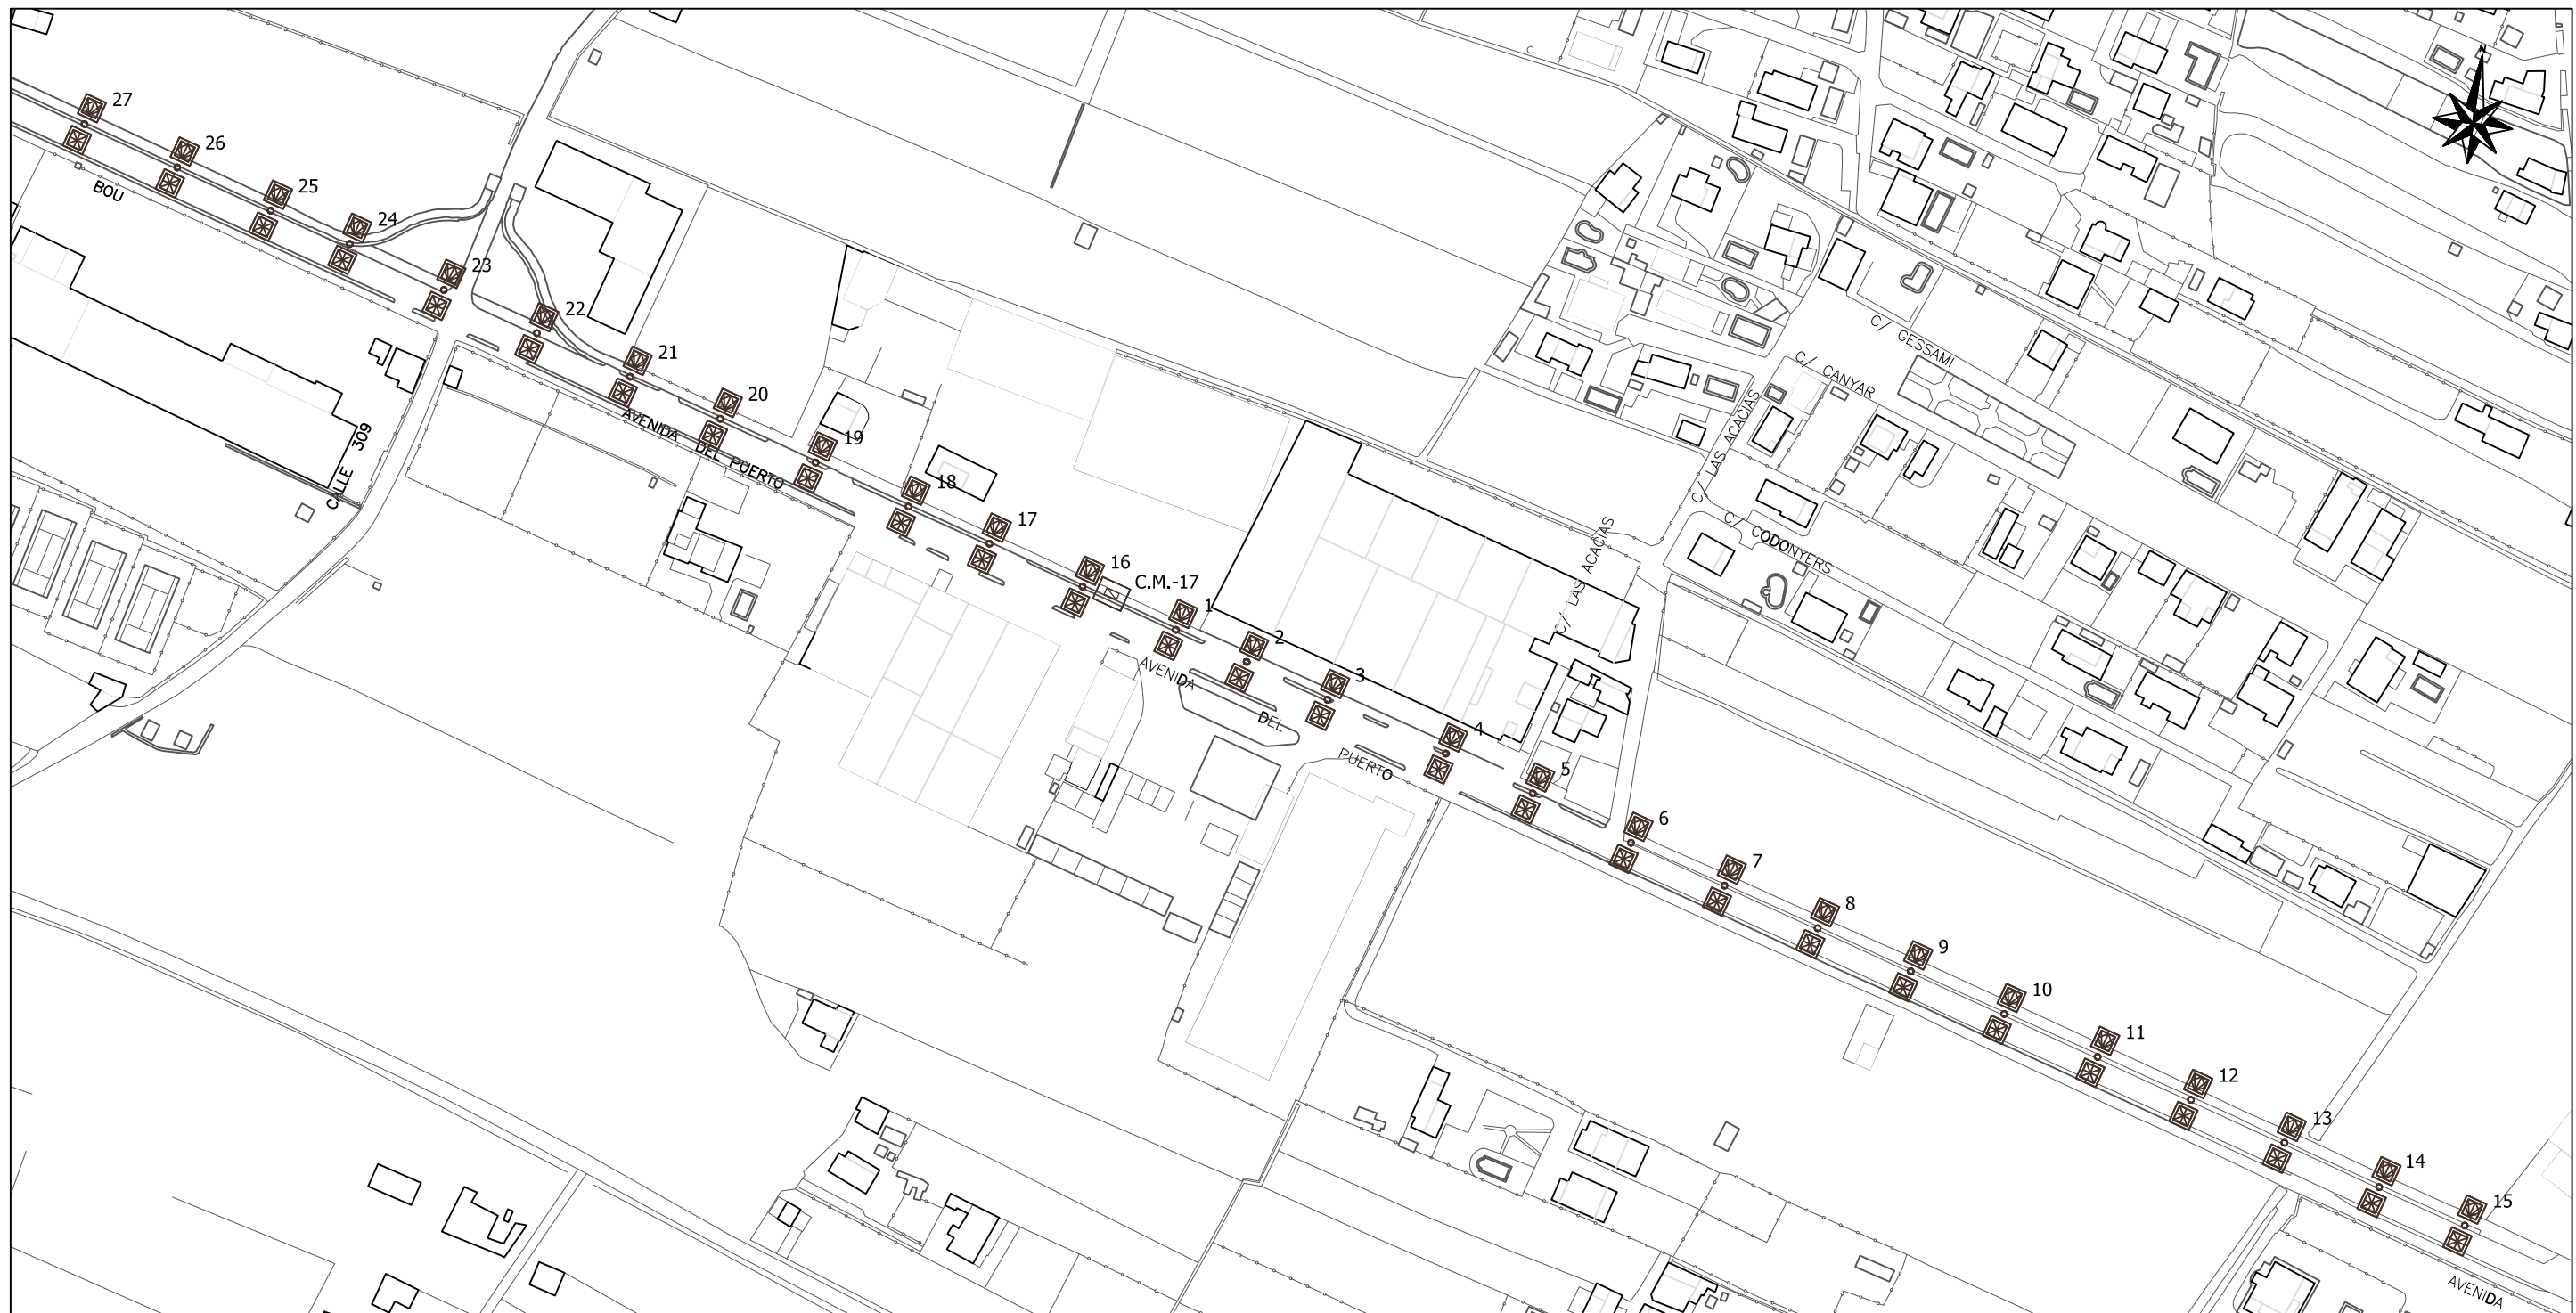 C
N
27
26
BOU
25
24
23
22
21
20
AVENIDA DEL PUERTO
19
18
17
16
C.M.-17
1
2
3
4
5
6
7
8
9
10
11
12
13
14
15
CALLE 309
AVENIDA
DEL
PUERTO
C/ GESSAMI
C/ CANYAR
C/ LAS ACACIAS
C/ CODONYERS
C/ LAS ACACIAS
AVENIDA